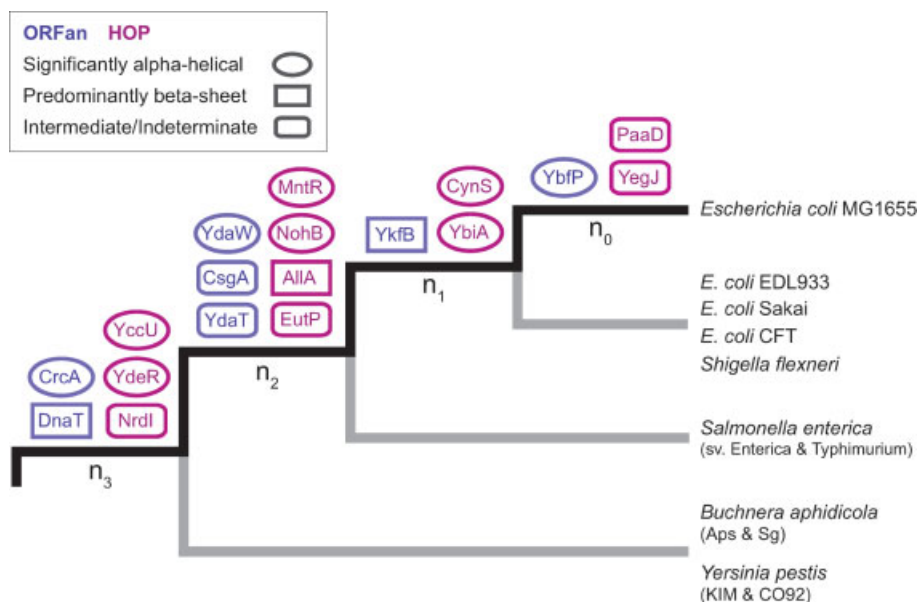 ORFan HOP
Significantly alpha-helical
Predominantly beta-sheet
Intermediate/Indeterminate
PaaD
YbfP YegJ
MntR CynS
YdaW NohB YkfB YbiA
Escherichia coli MG1655
n0
CsgA AllA
n1
E. coli EDL933
E. coli Sakai
YdaT EutP
E. coli CFT
Shigella flexneri
YccU
n2
CrcA YdeR
DnaT NrdI
Salmonella enterica
(sv. Enterica & Typhimurium)
n3
Buchnera aphidicola
(Aps & Sg)
Yersinia pestis
(KIM & CO92)